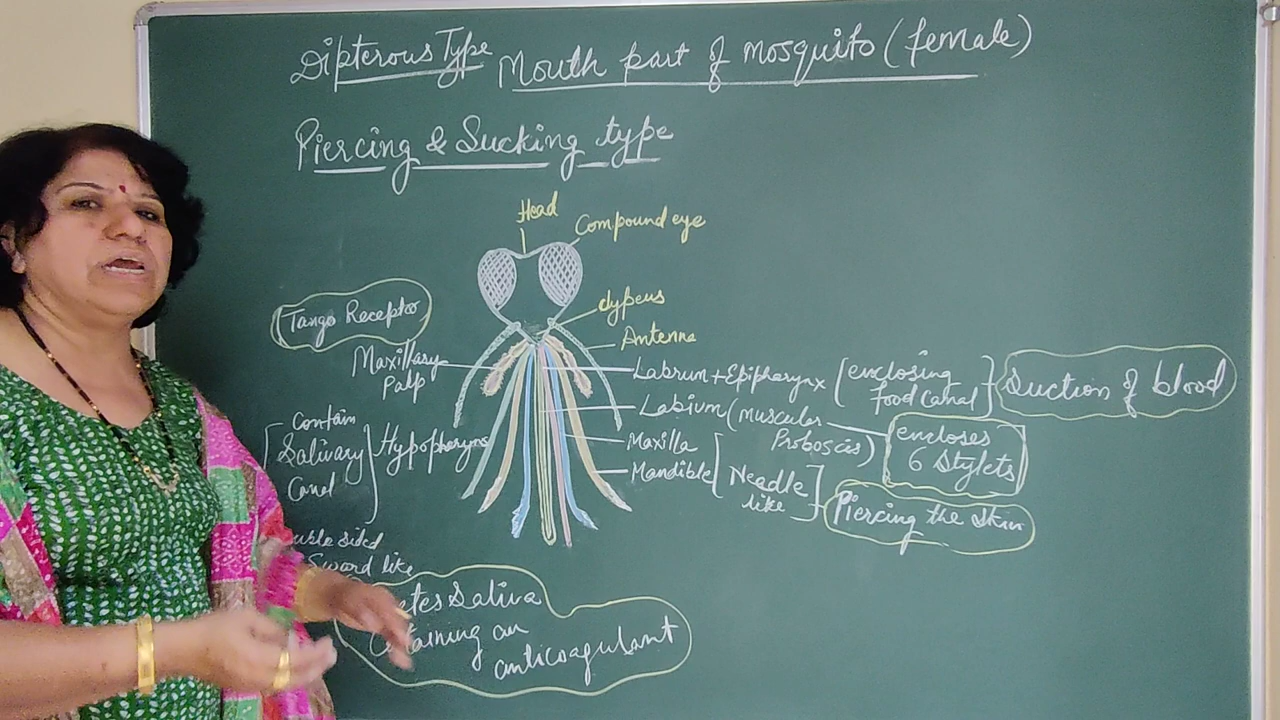 Dipterous Type Mouth part of mosquito (female)
Piercing & Sucking type
Head
Compound eye
Clypeus
Tango Receptor
Antenna
Maxillary
Palp
Labrum + Epipharynx [enclosing
food canal] Suction of blood
Labium (muscular
Proboscis) encloses
6 Stylets
Contain
Salivary
Canal
Hypopharynx
Maxilla
Mandible
Needle
like
Piercing the Skin
sided
Sword like
Saliva
an
anticoagulant